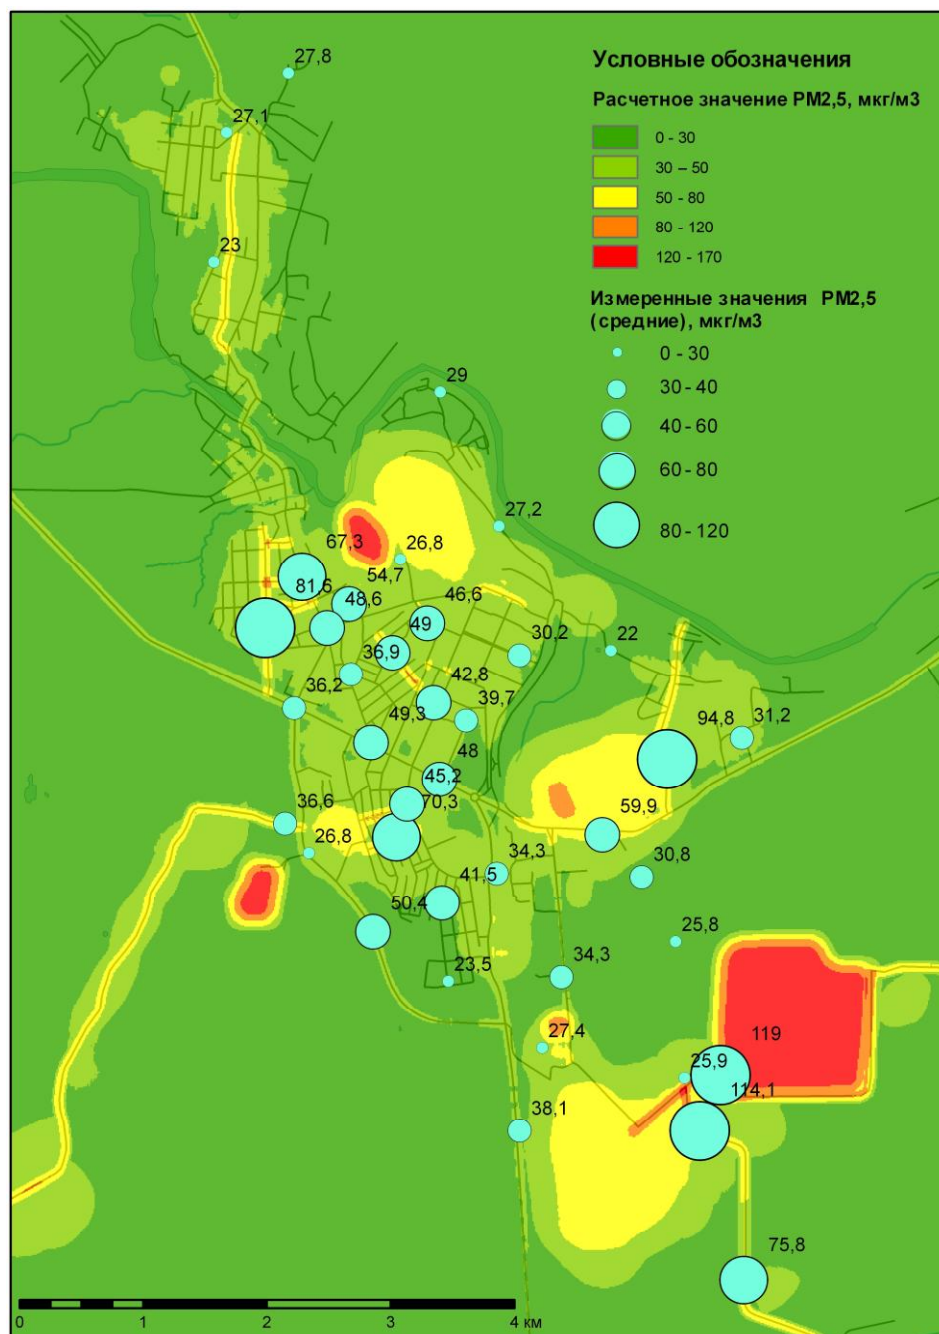 27,8
Условные обозначения
Расчетное значение PM2,5, мкг/м3
27,1
0 - 30
30 – 50
50 - 80
80 - 120
23
120 - 170
Измеренные значения PM2,5
(средние), мкг/м3
0 - 30
29
30 - 40
40 - 60
60 - 80
27,2
80 - 120
67,3
26,8
54,7
81,6
48,6
46,6
49
30,2
22
36,9
36,2
42,8
39,7
49,3
94,8
31,2
48
45,2
70,3
36,6
59,9
26,8
34,3
41,5
30,8
50,4
25,8
23,5
34,3
27,4
119
25,9
114,1
38,1
75,8
0 1 2 3 4 км